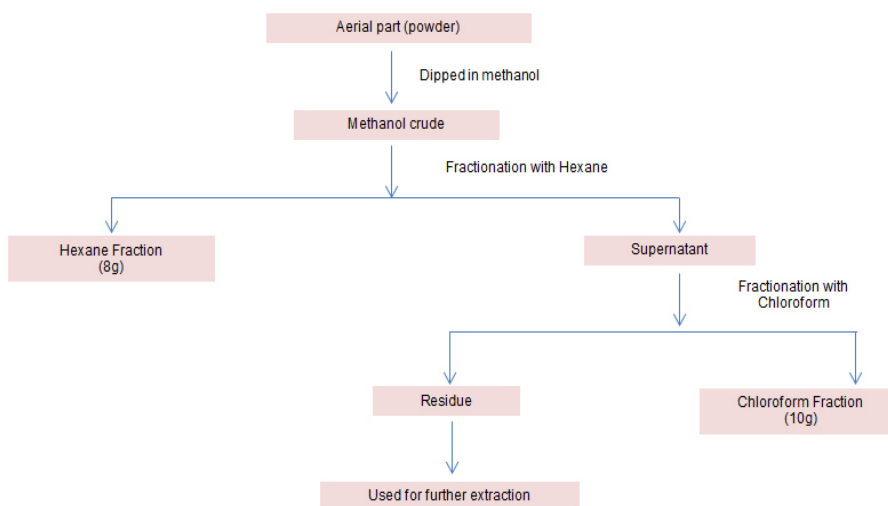 Aerial part (powder)
Dipped in methanol
Methanol crude
Fractionation with Hexane
Hexane Fraction
(8g)
Supernatant
Fractionation with
Chloroform
Residue
Chloroform Fraction
(10g)
Used for further extraction